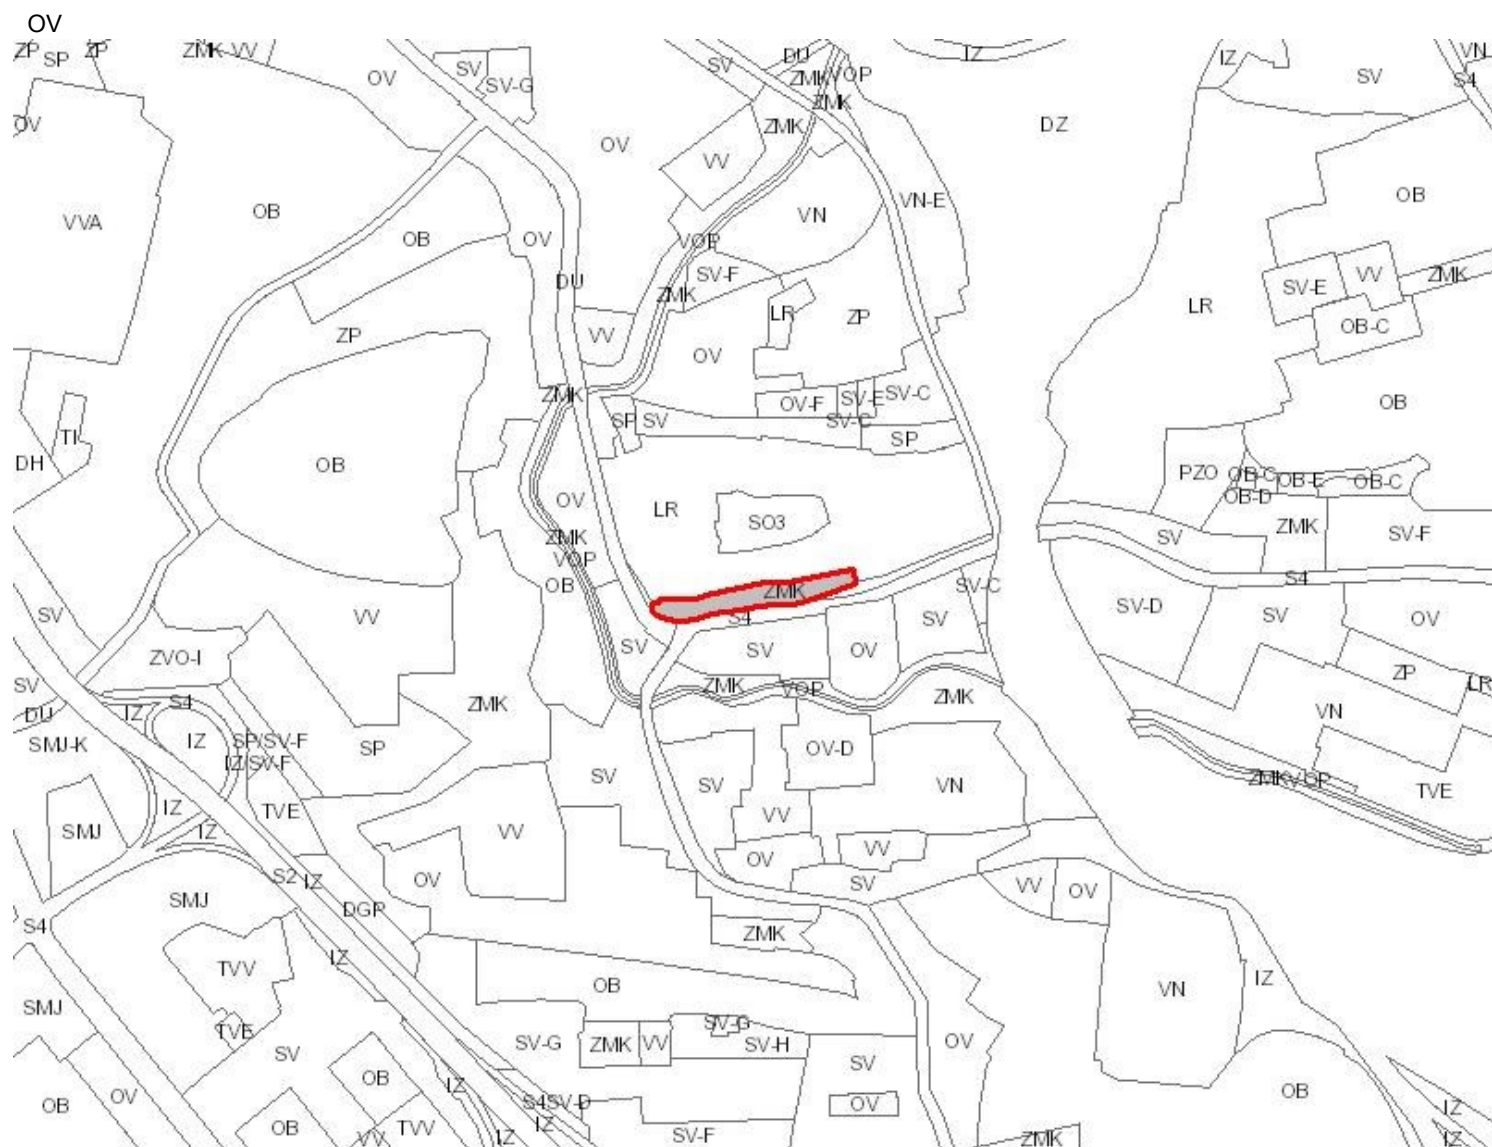 OV
ZP SP ZP ZMK VV OV SV SV-G SV DU ZMK VOP ZMK IZ IZ SV VN S4
OV OV ZMK DZ
VV OB
VVA OB OB OV VN VN-E
VOP
DU SV-F ZMK LR SV-E VV ZMK
ZP VV LR ZP OB-C
OV
ZMK OV-F SV-E SV-C OB
SP SV SV-C SP
TI
DH OB PZO OB-C OB-E OB-C
OV LR SO3 OB-D
ZMK ZMK SV SV-F
VOP
OB ZMK SV-C S4
SV VV S4 SV SV-D SV OV
SV SV OV
ZVO-I ZP
SV ZMK ZMK VOP ZMK LR
DU IZ S4 VN
SMJ-K IZ SP/SV-F SP OV-D
IZ/SV-F SV SV VN ZMK VOP TVE
IZ TVE VV
SMJ IZ VV
OV VV
S2 IZ OV SV VV OV
SMJ DGP
S4 ZMK
IZ
TVV OB VN IZ
SMJ
TVE SV-G
SV SV-G ZMK VV SV-H OV
SV
OB IZ OB
OB OV S4 SV-D OV IZ
OB VV TVV IZ IZ SV-F ZMK IZ